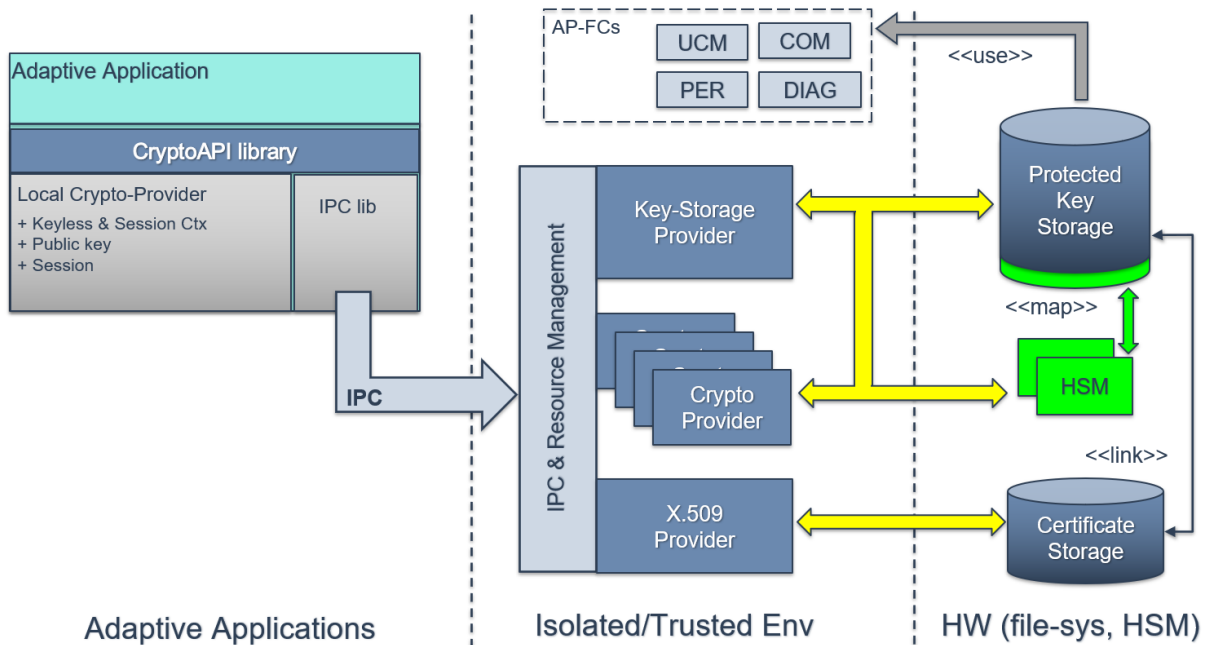 Adaptive Application
CryptoAPI library
Local Crypto-Provider
+ Keyless & Session Ctx
+ Public key
+ Session
IPC lib
IPC
Adaptive Applications
AP-FCs
UCM
COM
PER
DIAG
IPC & Resource Management
Key-Storage
Provider
Crypto
Provider
X.509
Provider
Isolated/Trusted Env
<<use>>
Protected
Key
Storage
<<map>>
HSM
<<link>>
Certificate
Storage
HW (file-sys, HSM)